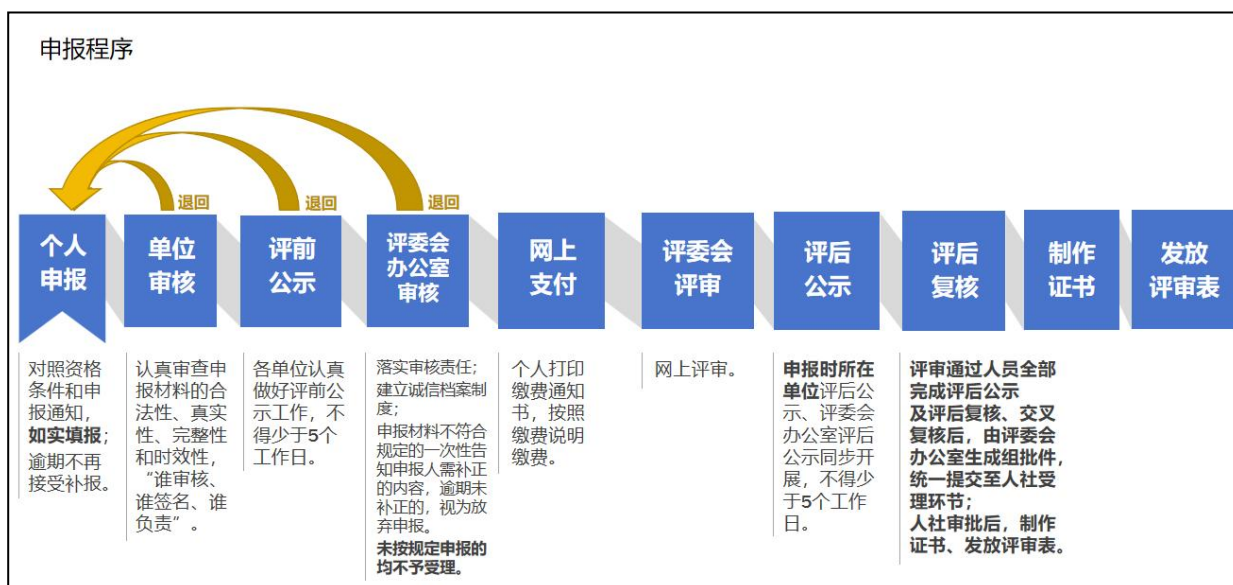 申报程序
退回
退回
退回
个人
申报
单位
审核
评前
公示
评委会
办公室
审核
网上
支付
评委会
评审
评后
公示
评后
复核
制作
证书
发放
评审表
对照资格
条件和申
报通知，
如实填报；
逾期不再
接受补报。
认真审查申
报材料的合
法性、真实
性、完整性
和时效性，
“谁审核、
谁签名、谁
负责”。
各单位认真
做好评前公
示工作，不
得少于5个
工作日。
落实审核责任；
建立诚信档案制
度；
申报材料不符合
规定的一次性告
知申报人需补正
的内容，逾期未
补正的，视为放
弃申报。
未按规定申报的
均不予受理。
个人打印
缴费通知
书，按照
缴费说明
缴费。
网上评审。
申报时所在
单位评后公
示、评委会
办公室评后
公示同步开
展，不得少
于5个工作
日。
评审通过人员全部
完成评后公示
及评后复核、交叉
复核后，由评委会
办公室生成组批件，
统一提交至人社受
理环节；
人社审批后，制作
证书、发放评审表。